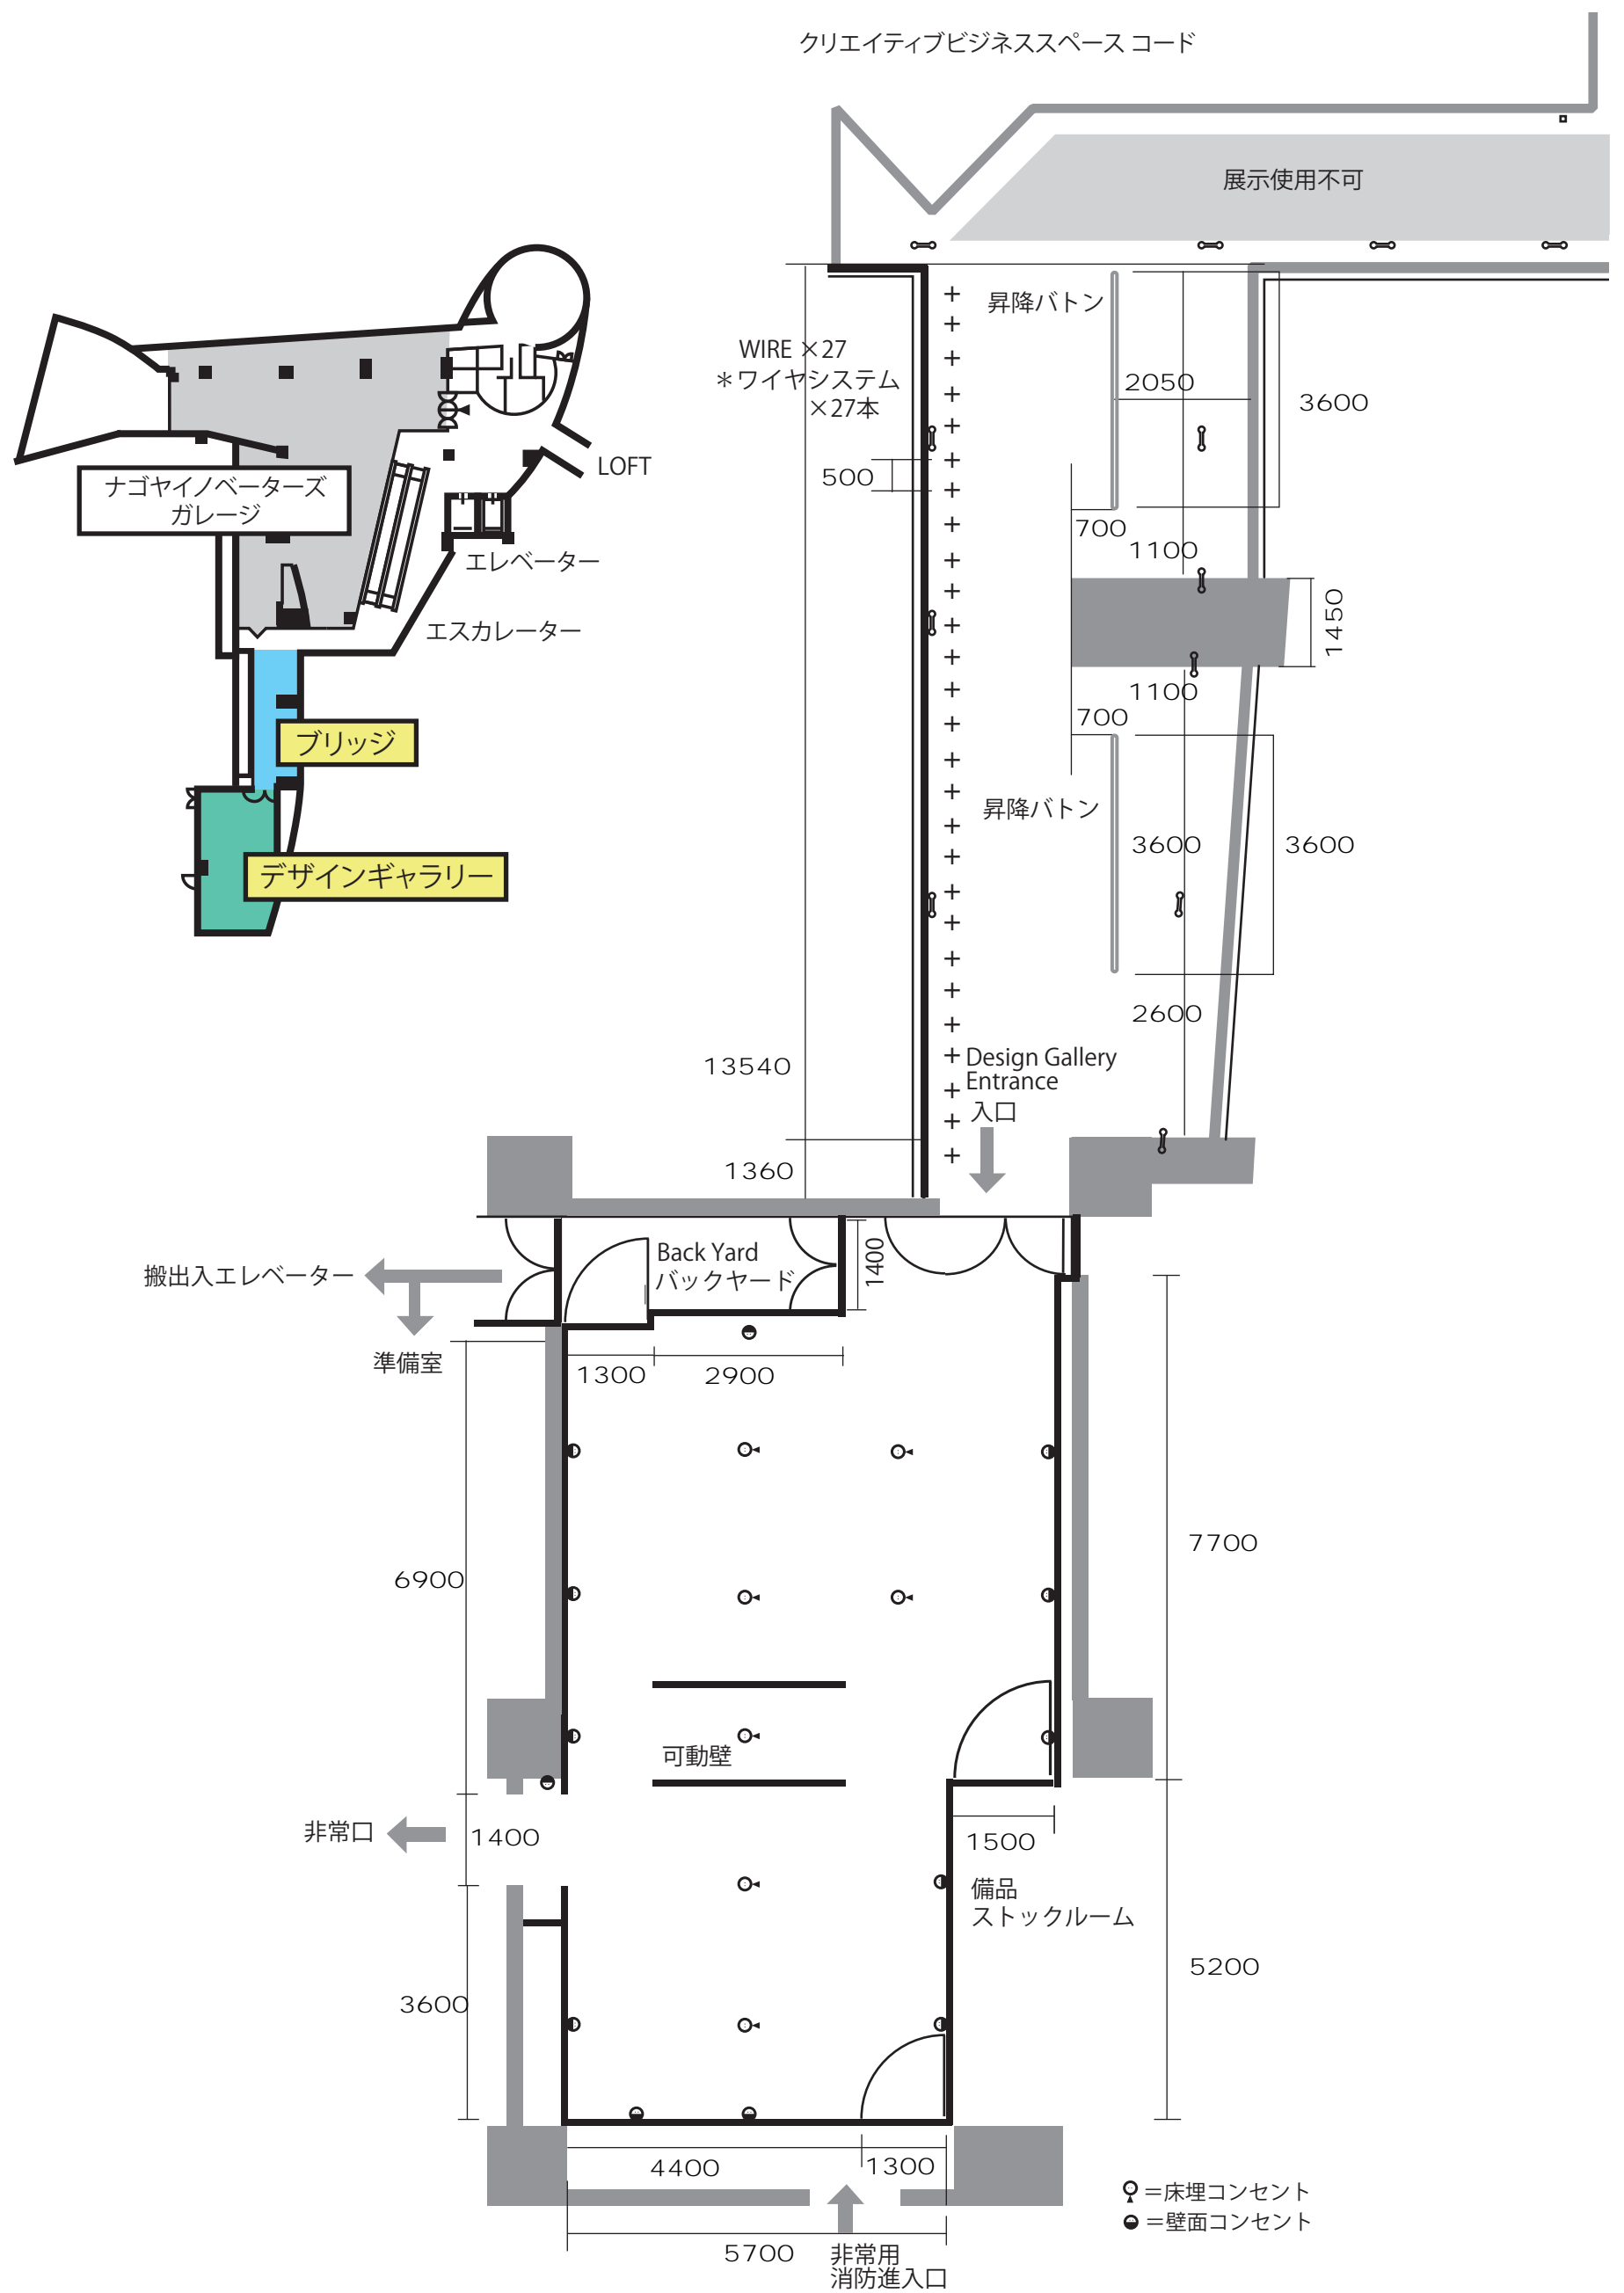 クリエイティブビジネススペース コード
展示使用不可
昇降バトン
WIRE ×27
＊ワイヤシステム
×27本
2050
3600
500
700
1100
1450
1100
700
昇降バトン
3600
3600
2600
13540
Design Gallery
Entrance
入口
1360
LOFT
ナゴヤイノベーターズ
ガレージ
エレベーター
エスカレーター
ブリッジ
デザインギャラリー
搬出入エレベーター
準備室
Back Yard
バックヤード
1400
1300
2900
6900
7700
可動壁
非常口
1400
1500
備品
ストックルーム
5200
3600
4400
1300
5700
非常用
消防進入口
＝床埋コンセント
＝壁面コンセント